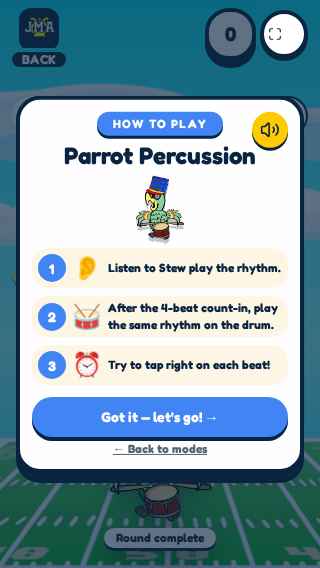 JMA
BACK
0
HOW TO PLAY
Parrot Percussion
1
Listen to Stew play the rhythm.
2
After the 4-beat count-in, play
the same rhythm on the drum.
3
Try to tap right on each beat!
Got it – let's go! →
← Back to modes
Round complete